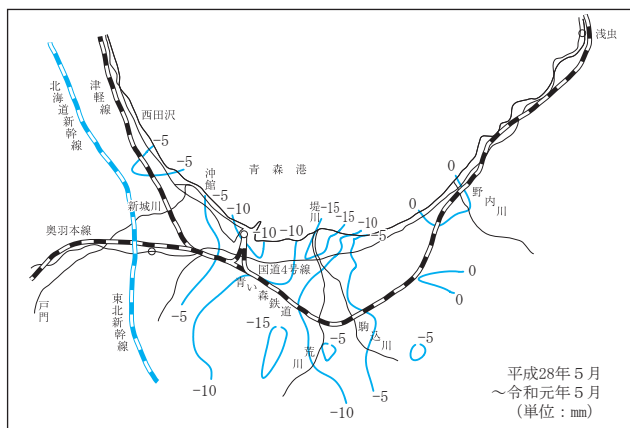 浅虫
北海道新幹線
津軽線
西田沢
-5
-5
沖館
青森港
-5
新城川
-10
-10
-10
堤川
-15
-15
-10
-5
0
0
野内川
奥羽本線
国道4号線
戸門
東北新幹線
青い森鉄道
0
0
-5
-15
-5
荒川
駒込川
-5
-10
-10
-5
平成28年5月
～令和元年5月
(単位：mm)